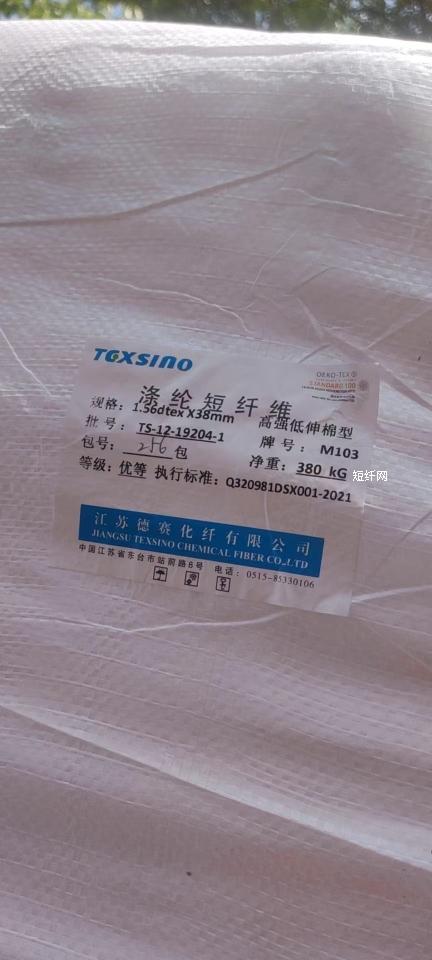 TEXSINO
OEKO-TEX®
STANDARD 100
涤纶短纤维
规格：1.56dtex X38mm 高强低伸棉型
批号：TS-12-19204-1 牌号：M103
包号：256包 净重：380 KG
等级：优等 执行标准：Q320981DSX001-2021
短纤网
江苏德赛化纤有限公司
JIANGSU TEXSINO CHEMICAL FIBER CO.,LTD
中国江苏省东台市站前路6号 电话：0515-85330106